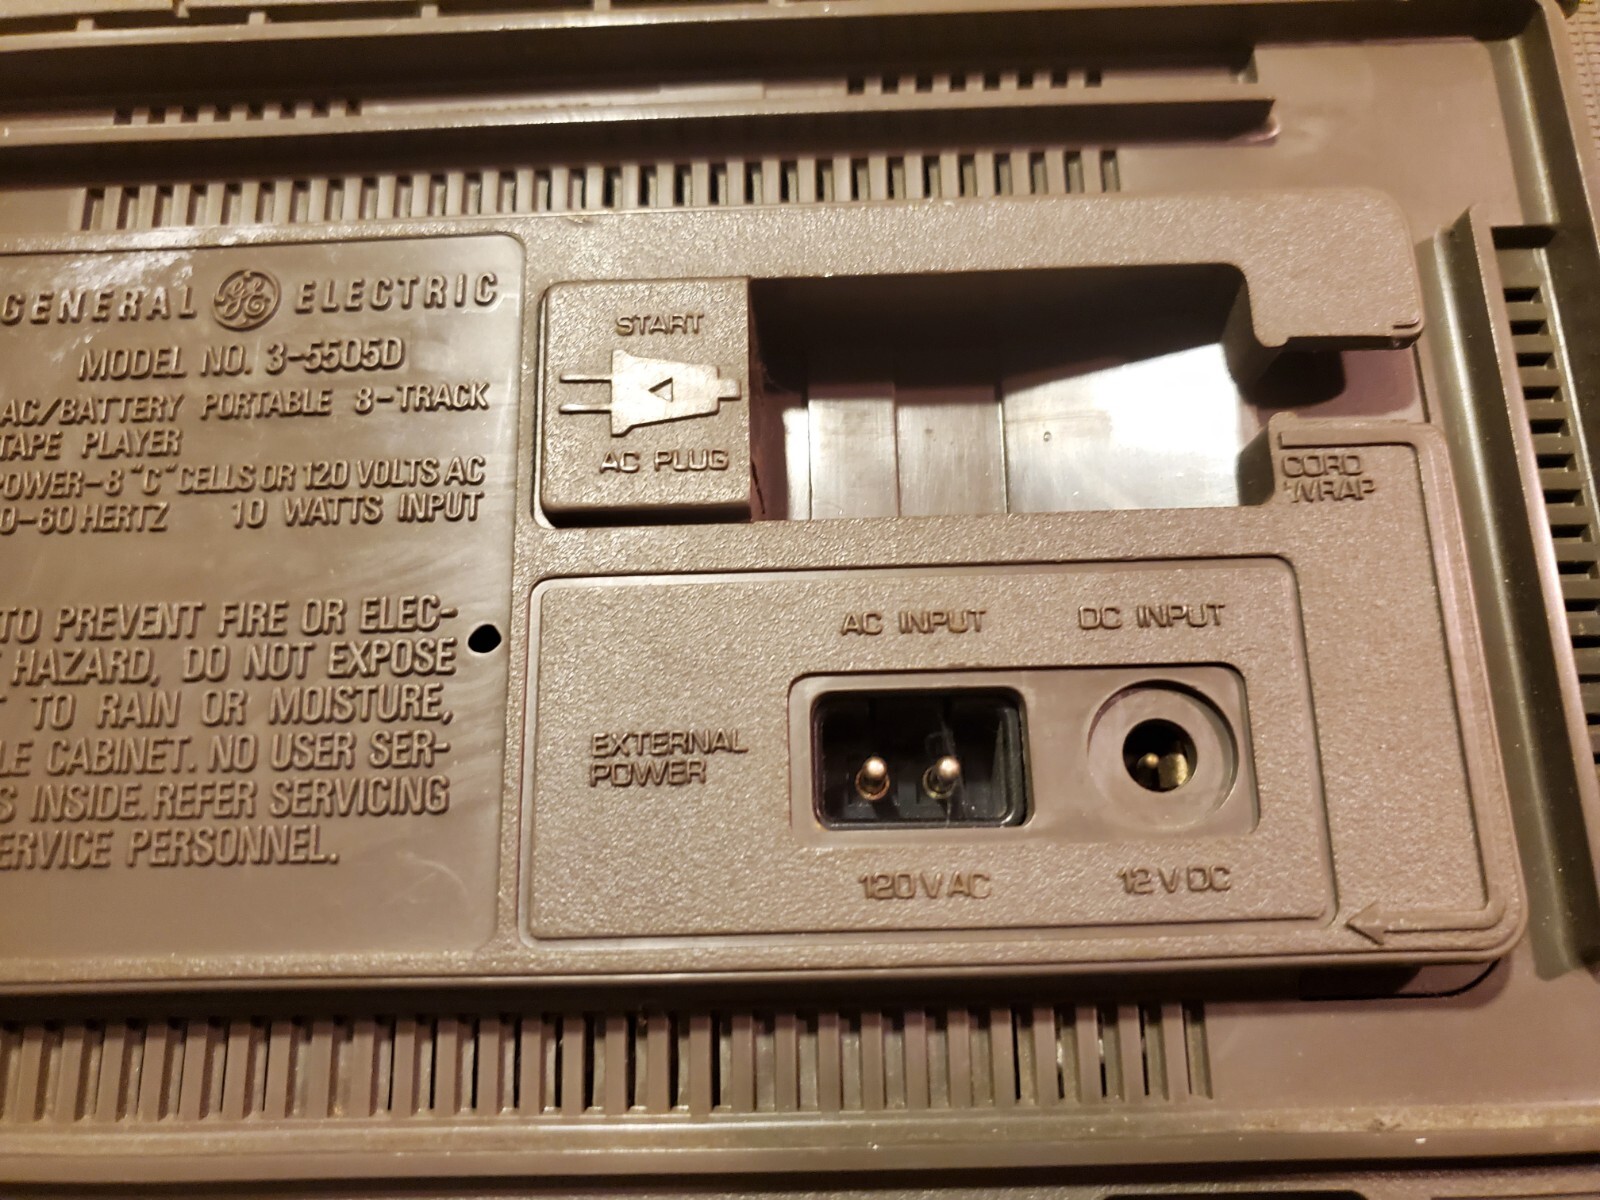 GENERAL GE ELECTRIC
MODEL NO. 3-5505D
AC/BATTERY PORTABLE 8-TRACK
TAPE PLAYER
POWER-8 "C" CELLS OR 120 VOLTS AC
0-60 HERTZ 10 WATTS INPUT
TO PREVENT FIRE OR ELEC-
HAZARD, DO NOT EXPOSE
TO RAIN OR MOISTURE,
CABINET. NO USER SER-
INSIDE. REFER SERVICING
PERSONNEL.
START
AC PLUG
CORD
WRAP
AC INPUT DC INPUT
EXTERNAL
POWER
120 V AC 12 V DC